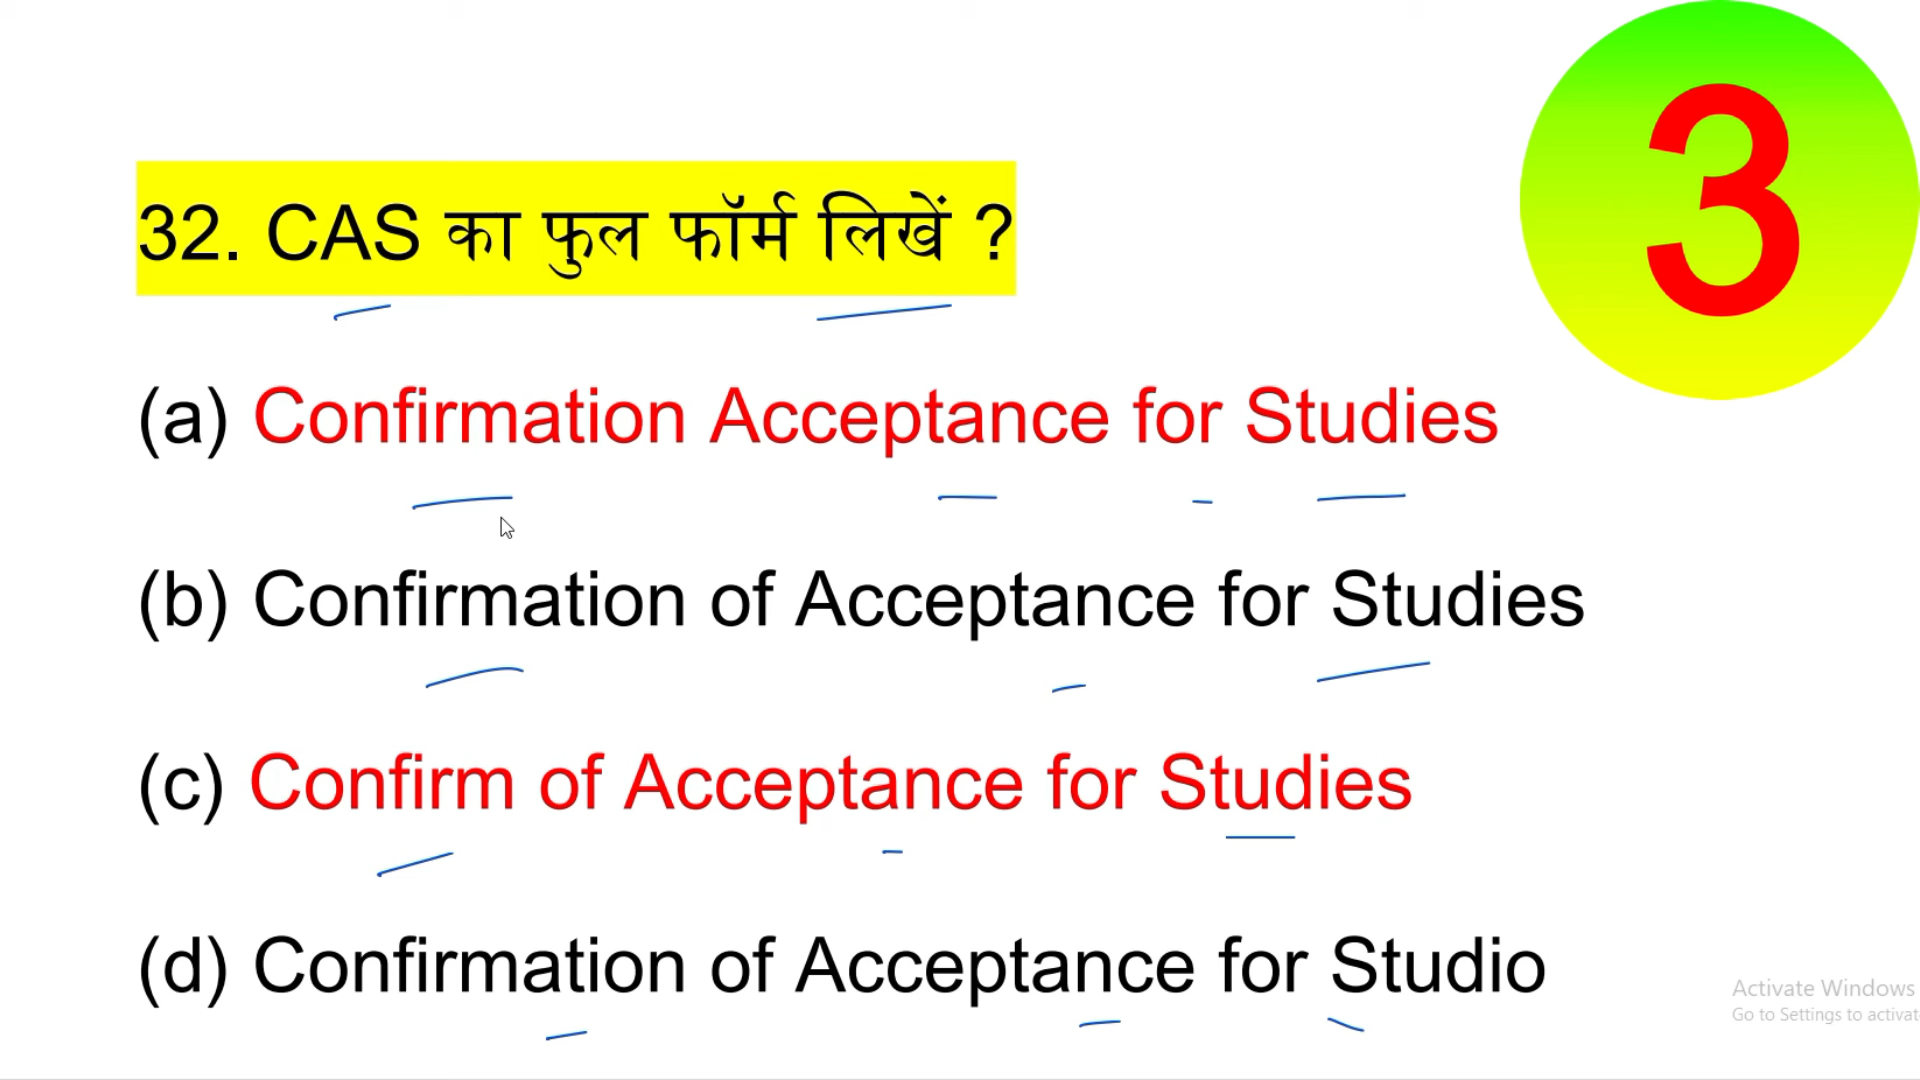 3
32. CAS का फुल फॉर्म लिखें ?
(a) Confirmation Acceptance for Studies
(b) Confirmation of Acceptance for Studies
(c) Confirm of Acceptance for Studies
(d) Confirmation of Acceptance for Studio
Activate Windows
Go to Settings to activat